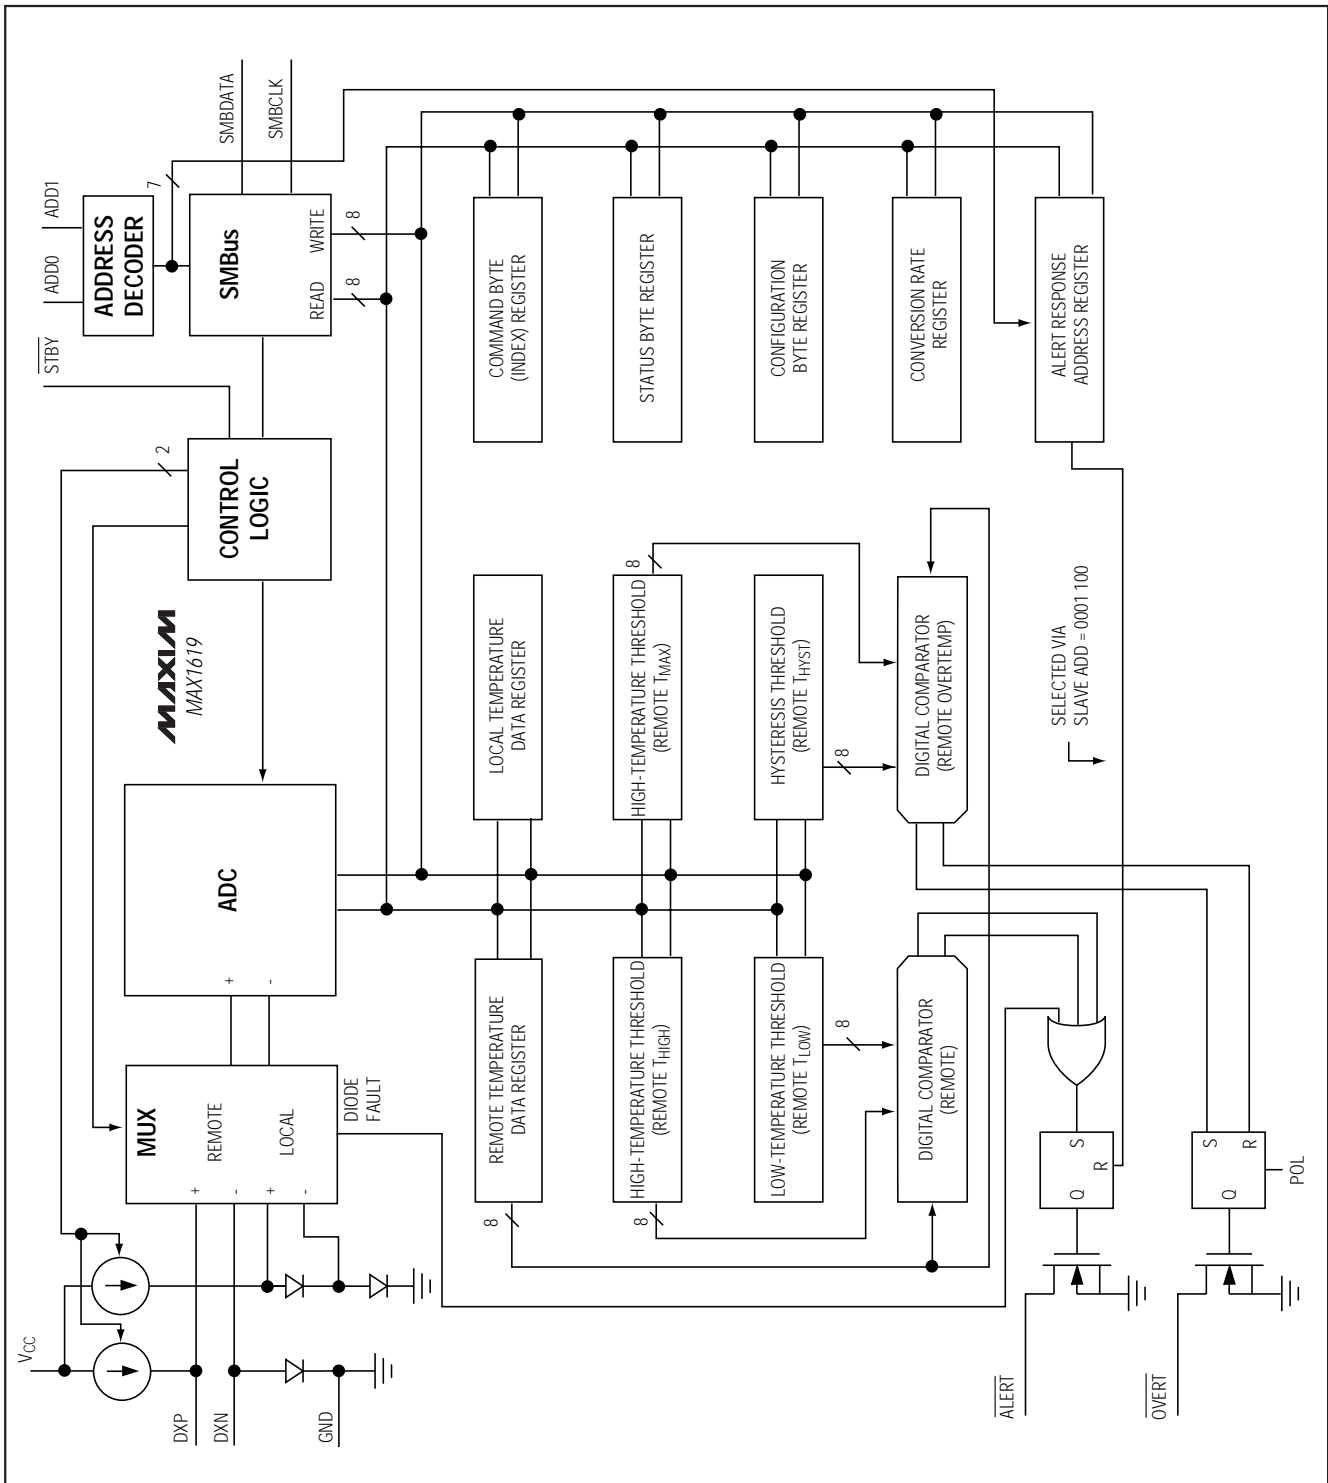 VCC
DXP
DXN
GND
+
-
+
-
MUX
REMOTE
LOCAL
DIODE
FAULT
+
-
ADC
MAXIM
MAX1619
CONTROL
LOGIC
2
STBY
ADD0
ADD1
ADDRESS
DECODER
7
SMBus
READ
WRITE
8
8
SMBDATA
SMBCLK
REMOTE TEMPERATURE
DATA REGISTER
8
LOCAL TEMPERATURE
DATA REGISTER
COMMAND BYTE
(INDEX) REGISTER
HIGH-TEMPERATURE THRESHOLD
(REMOTE THIGH)
8
HIGH-TEMPERATURE THRESHOLD
(REMOTE TMAX)
8
STATUS BYTE REGISTER
LOW-TEMPERATURE THRESHOLD
(REMOTE TLOW)
8
HYSTERESIS THRESHOLD
(REMOTE THYST)
8
CONFIGURATION
BYTE REGISTER
DIGITAL COMPARATOR
(REMOTE)
DIGITAL COMPARATOR
(REMOTE OVERTEMP)
CONVERSION RATE
REGISTER
ALERT RESPONSE
ADDRESS REGISTER
SELECTED VIA
SLAVE ADD = 0001 100
ALERT
Q
S
R
OVERT
Q
S
R
POL